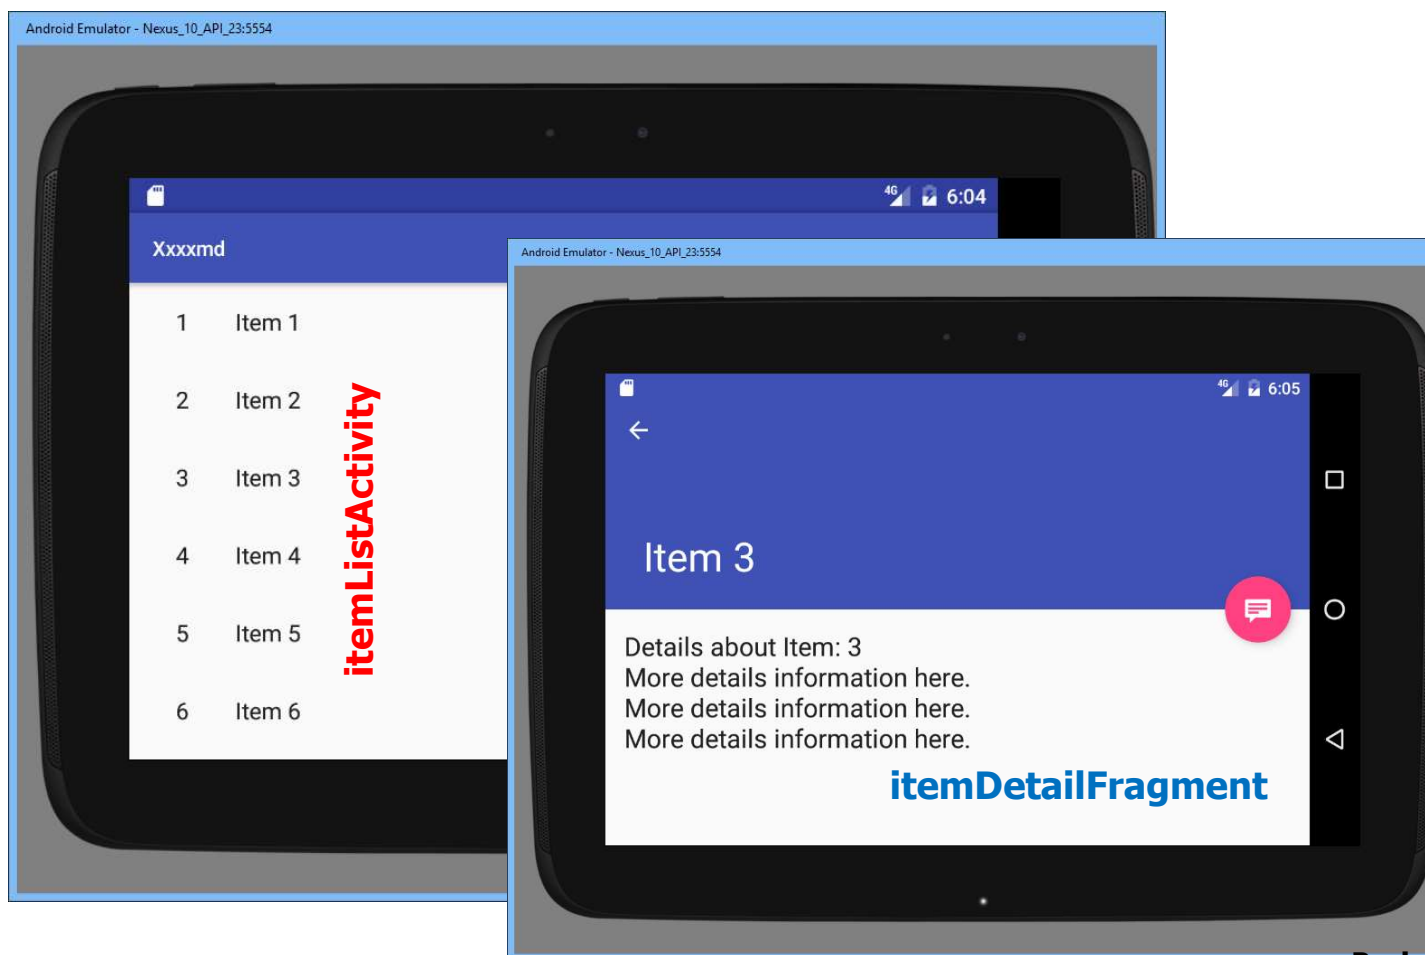 Android Emulator - Nexus_10_API_23:5554
4G 6:04
Xxxxmd
1 Item 1
2 Item 2
3 Item 3
4 Item 4
5 Item 5
6 Item 6
itemListActivity
Android Emulator - Nexus_10_API_23:5554
4G 6:05
Item 3
Details about Item: 3
More details information here.
More details information here.
More details information here.
itemDetailFragment